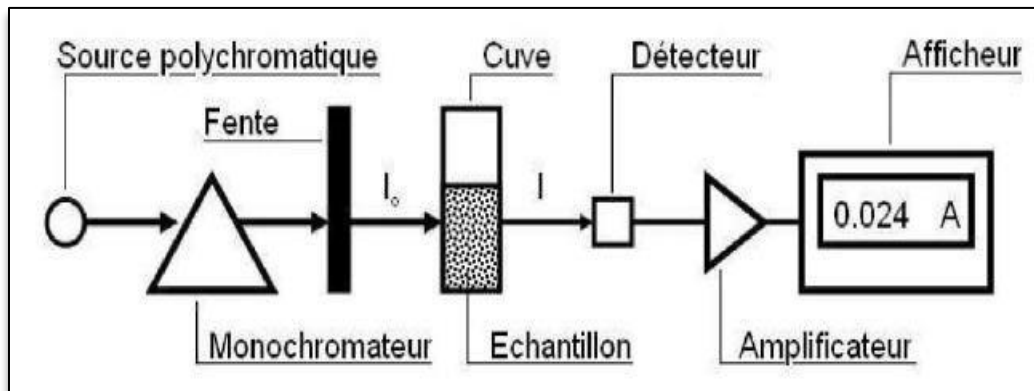 Source polychromatique
Cuve
Détecteur
Afficheur
Fente
I₀
I
0.024 A
Monochromateur
Echantillon
Amplificateur